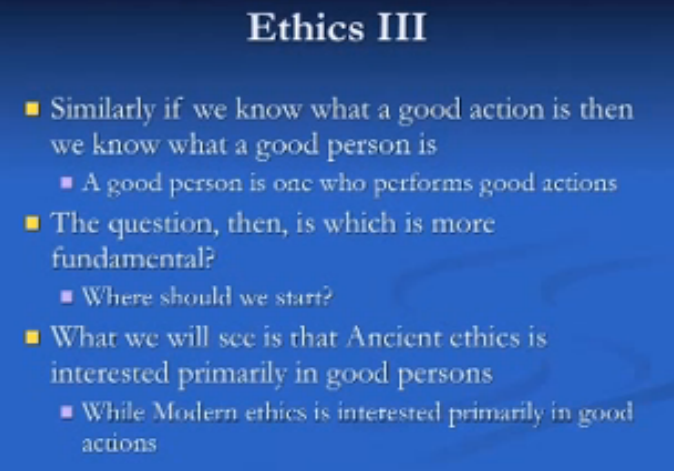 Ethics III
Similarly if we know what a good action is then
we know what a good person is
A good person is one who performs good actions
The question, then, is which is more
fundamental?
Where should we start?
What we will see is that Ancient ethics is
interested primarily in good persons
While Modern ethics is interested primarily in good
actions